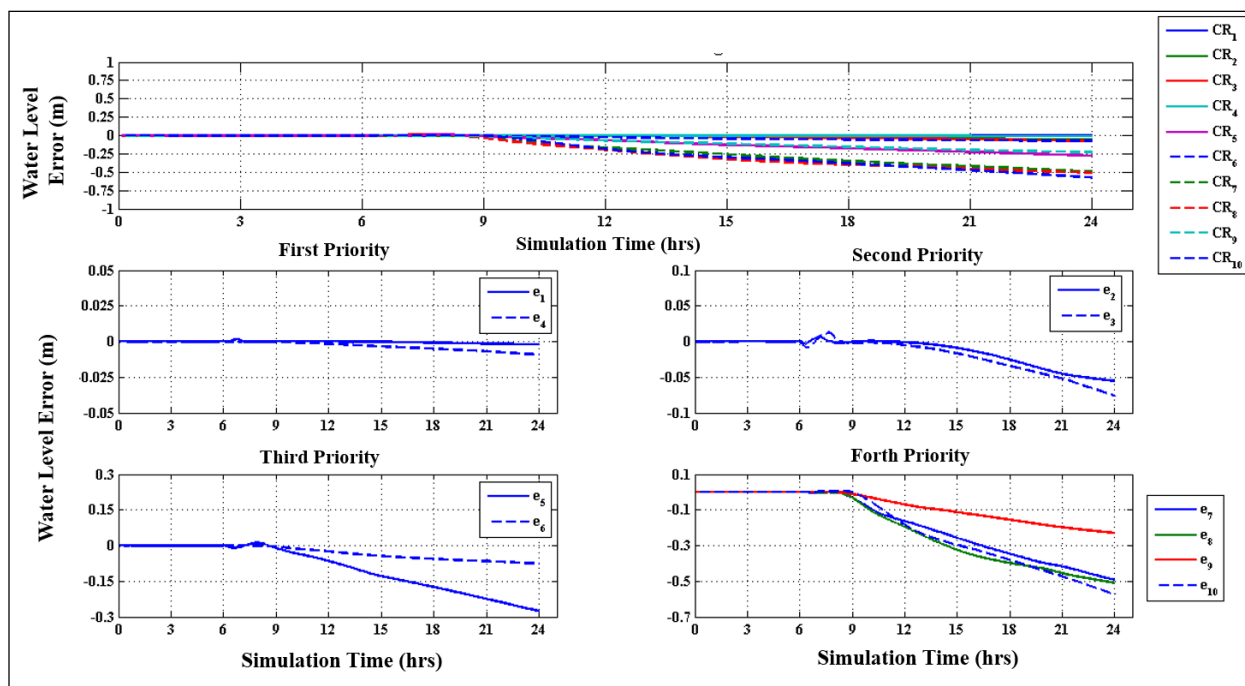 CR1
CR2
CR3
CR4
CR5
CR6
CR7
CR8
CR9
CR10
Water Level
Error (m)
1
0.75
0.5
0.25
0
-0.25
-0.5
-0.75
-1
0 3 6 9 12 15 18 21 24
Simulation Time (hrs)
First Priority
Second Priority
Water Level Error (m)
0.05
0.025
0
-0.025
-0.05
e1
e4
0 3 6 9 12 15 18 21 24
0.1
0.05
0
-0.05
-0.1
e2
e3
0 3 6 9 12 15 18 21 24
Third Priority
Forth Priority
0.3
0.15
0
-0.15
-0.3
e5
e6
0 3 6 9 12 15 18 21 24
Simulation Time (hrs)
0.1
-0.1
-0.3
-0.5
-0.7
e7
e8
e9
e10
0 3 6 9 12 15 18 21 24
Simulation Time (hrs)